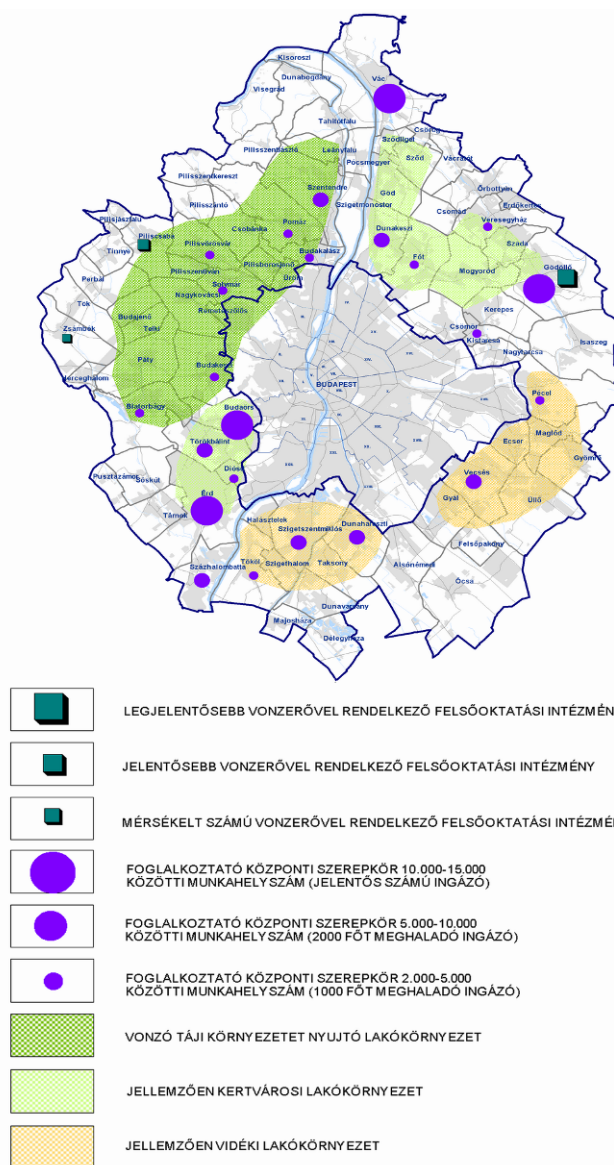 Kisoroszi
Dunabogdány
Visegrád
Vác
Tahitótfalu
Csörög
Sződliget
Pilisszentlászló
Leányfalu
Pócsmegyer
Sződ
Vácrátót
Pilisszentkereszt
Őrbottyán
Pilisszántó
Szentendre
Szigetmonostor
Göd
Erdőkertes
Csomád
Veresegyház
Pilisjászfalu
Piliscsaba
Csobánka
Pomáz
Dunakeszi
Szada
Tinnye
Pilisvörösvár
Pilisborosjenő
Budakalász
Fót
Mogyoród
Gödöllő
Perbál
Pilisszentiván
Solymár
Üröm
Tök
Nagykovácsi
Remeteszőlős
Kerepes
Zsámbék
Budajenő
Telki
Csömör
Kistarcsa
Isaszeg
Nagytarcsa
Páty
Herceghalom
Budakeszi
BUDAPEST
Pécel
Biatorbágy
Budaörs
Maglód
Törökbálint
Ecser
Gyömrő
Pusztazámor
Sóskút
Diósd
Vecsés
Érd
Gyál
Üllő
Tárnok
Halásztelek
Szigetszentmiklós
Dunaharaszti
Felsőpakony
Százhalombatta
Tököl
Szigethalom
Taksony
Alsónémedi
Ócsa
Dunavarsány
Majosháza
Délegyháza
LEGJELENTŐSEBB VONZERŐVEL RENDELKEZŐ FELSŐOKTATÁSI INTÉZMÉN
JELENTŐSEBB VONZERŐVEL RENDELKEZŐ FELSŐOKTATÁSI INTÉZMÉNY
MÉRSÉKELT SZÁMÚ VONZERŐVEL RENDELKEZŐ FELSŐOKTATÁSI INTÉZMÉN
FOGLALKOZTATÓ KÖZPONTI SZEREPKÖR 10.000-15.000
KÖZÖTTI MUNKAHELYSZÁM (JELENTŐS SZÁMÚ INGÁZÓ)
FOGLALKOZTATÓ KÖZPONTI SZEREPKÖR 5.000-10.000
KÖZÖTTI MUNKAHELYSZÁM (2000 FŐT MEGHALADÓ INGÁZÓ)
FOGLALKOZTATÓ KÖZPONTI SZEREPKÖR 2.000-5.000
KÖZÖTTI MUNKAHELYSZÁM (1000 FŐT MEGHALADÓ INGÁZÓ)
VONZÓ TÁJI KÖRNYEZETET NYUJTÓ LAKÓKÖRNYEZET
JELLEMZŐEN KERTVÁROSI LAKÓKÖRNYEZET
JELLEMZŐEN VIDÉKI LAKÓKÖRNYEZET